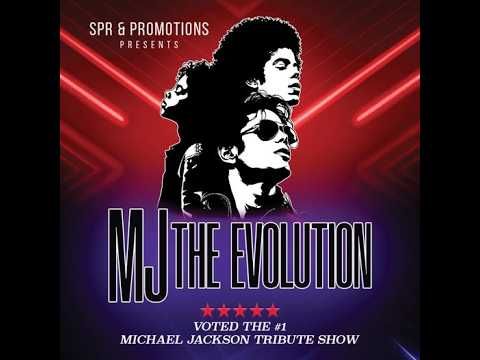 SPR & PROMOTIONS
PRESENTS
MJ THE EVOLUTION
VOTED THE #1
MICHAEL JACKSON TRIBUTE SHOW